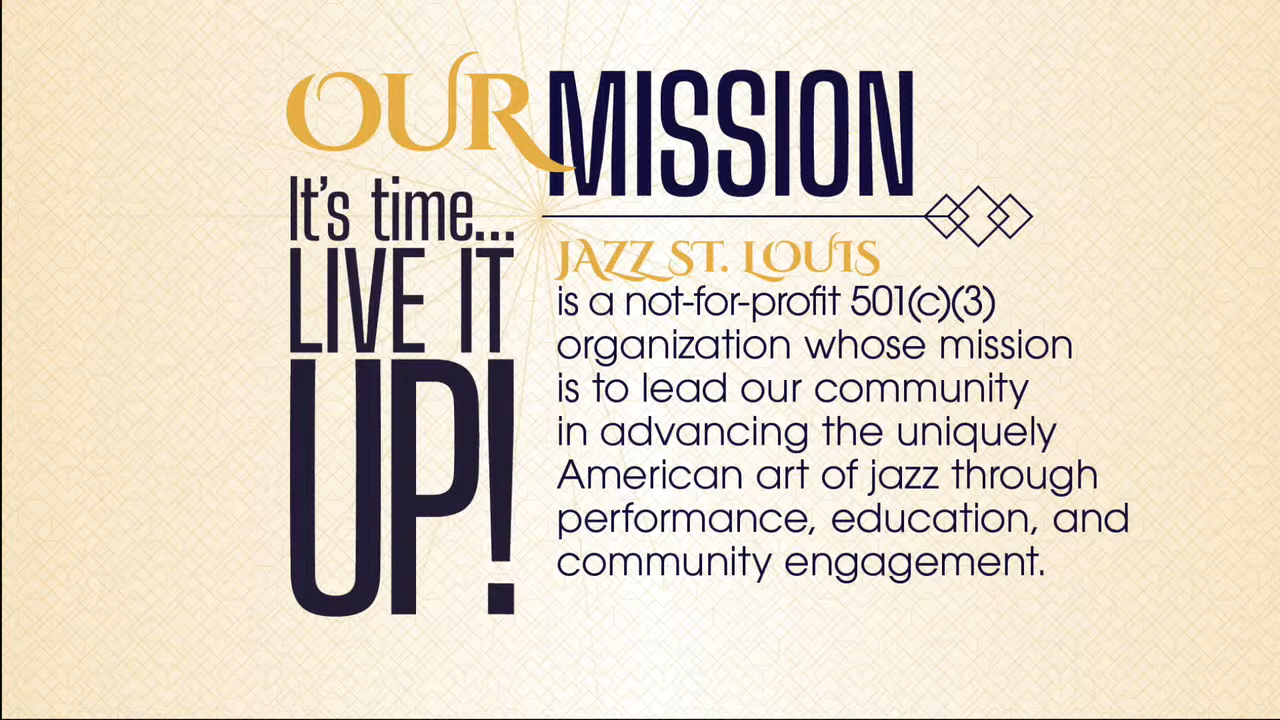 OUR MISSION
It's time...
LIVE IT
UP!
JAZZ ST. LOUIS
is a not-for-profit 501(c)(3)
organization whose mission
is to lead our community
in advancing the uniquely
American art of jazz through
performance, education, and
community engagement.